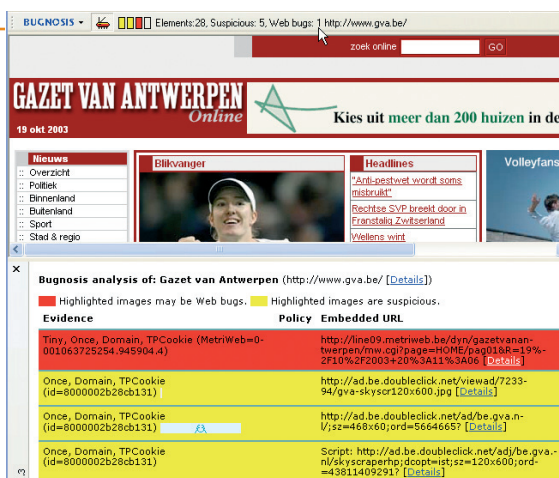 BUGNOSIS Elements:28, Suspicious: 5, Web bugs: 1 http://www.gva.be/
zoek online GO
GAZET VAN ANTWERPEN
Online
Kies uit meer dan 200 huizen in de
19 okt 2003
Nieuws
:: Overzicht
:: Politiek
:: Binnenland
:: Buitenland
:: Sport
:: Stad & regio
Blikvanger
Headlines
"Anti-pestwet wordt soms
misbruikt"
Rechtse SVP breekt door in
Franstalig Zwitserland
Wellens wint
Volleyfans
Bugnosis analysis of: Gazet van Antwerpen (http://www.gva.be/ [Details])
Highlighted images may be Web bugs. Highlighted images are suspicious.
Evidence Policy Embedded URL
Tiny, Once, Domain, TPCookie (MetriWeb=0-
001063725254.945904.4)
http://line09.metriweb.be/dyn/gazetvanan-
twerpen/mw.cgi?page=HOME/pag01&R=19%-
2F10%2F2003+%3A11%3A06 [Details]
Once, Domain, TPCookie
(id=8000002b28cb131)
http://ad.be.doubleclick.net/viewad/7233-
94/gva-skyscr120x600.jpg [Details]
Once, Domain, TPCookie
(id=8000002b28cb131)
http://ad.be.doubleclick.net/ad/be.gva.n-
l/;sz=468x60;ord=5664665? [Details]
Once, Domain, TPCookie
(id=8000002b28cb131)
Script: http://ad.be.doubleclick.net/adj/be.gva.-
nl/skyscraperhp;dcopt=ist;sz=120x600;ord-
=43811409291? [Details]